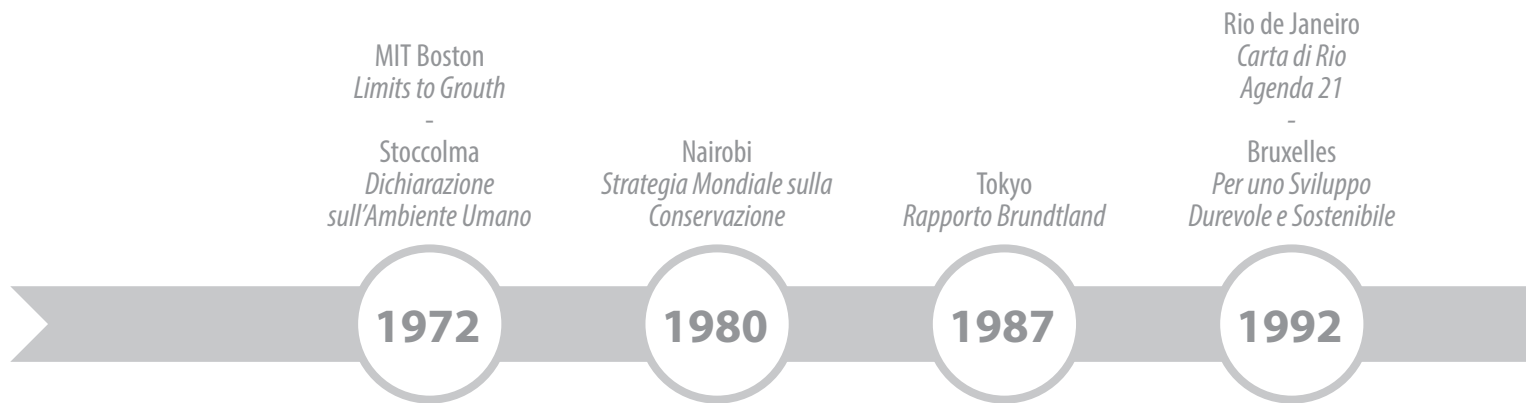 MIT Boston
Limits to Grouth
-
Stoccolma
Dichiarazione
sull'Ambiente Umano
1972
Nairobi
Strategia Mondiale sulla
Conservazione
1980
Tokyo
Rapporto Brundtland
1987
Rio de Janeiro
Carta di Rio
Agenda 21
-
Bruxelles
Per uno Sviluppo
Durevole e Sostenibile
1992